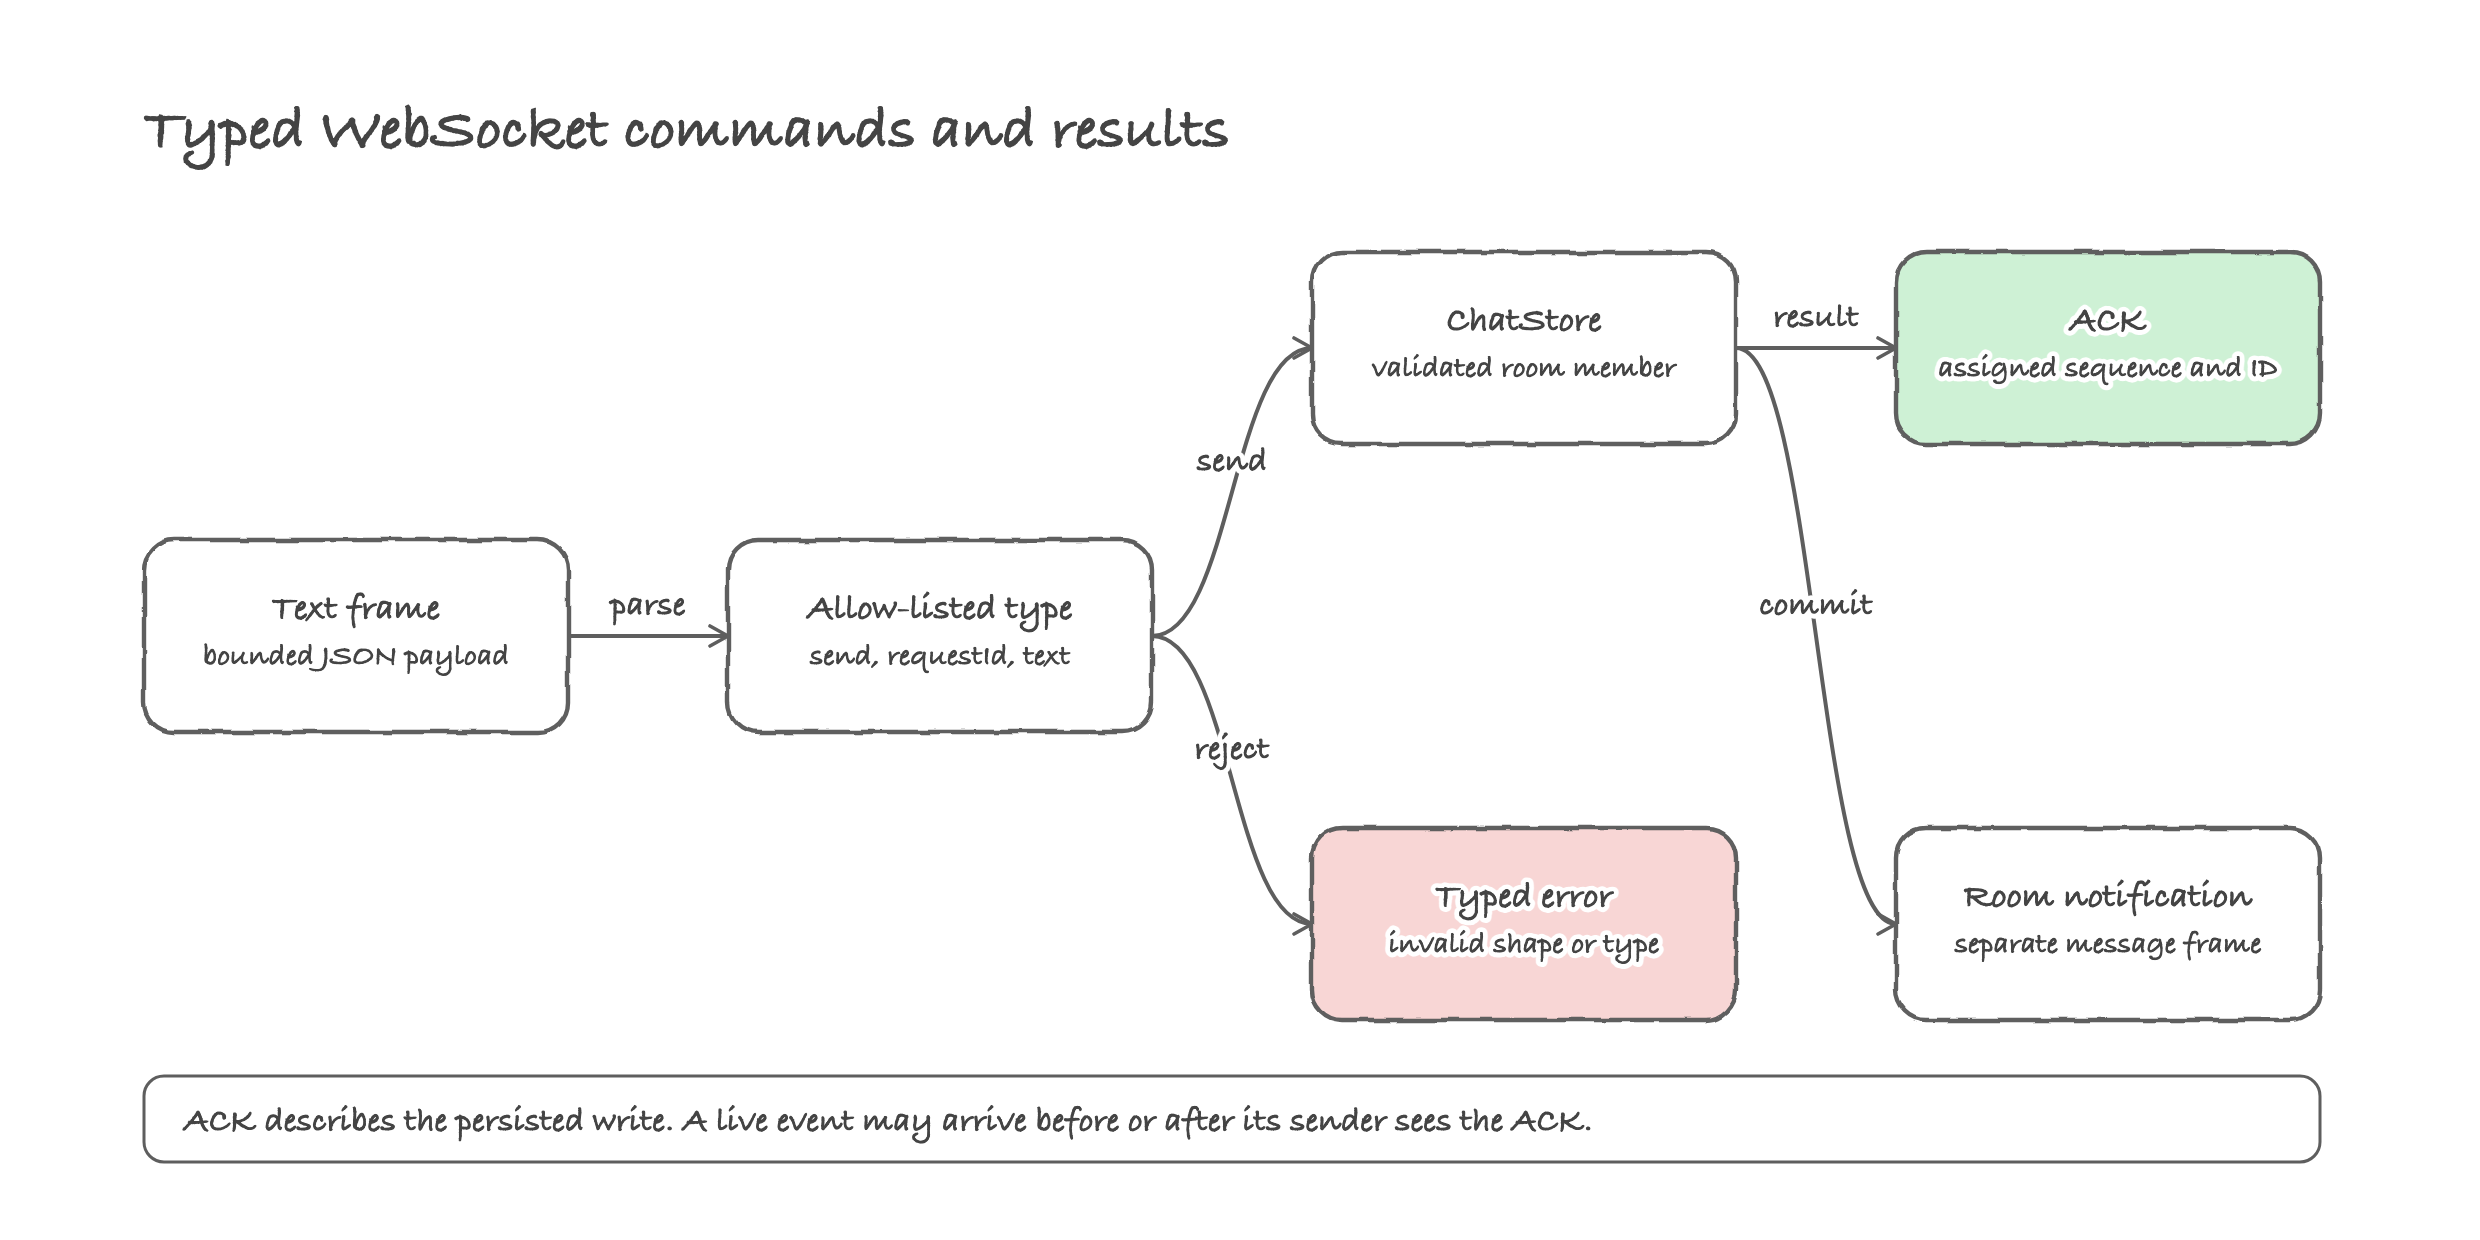 Typed WebSocket commands and results
ChatStore
validated room member
result
ACK
assigned sequence and ID
send
Text frame
bounded JSON payload
parse
Allow-listed type
send, requestId, text
commit
reject
Typed error
invalid shape or type
Room notification
separate message frame
ACK describes the persisted write. A live event may arrive before or after its sender sees the ACK.